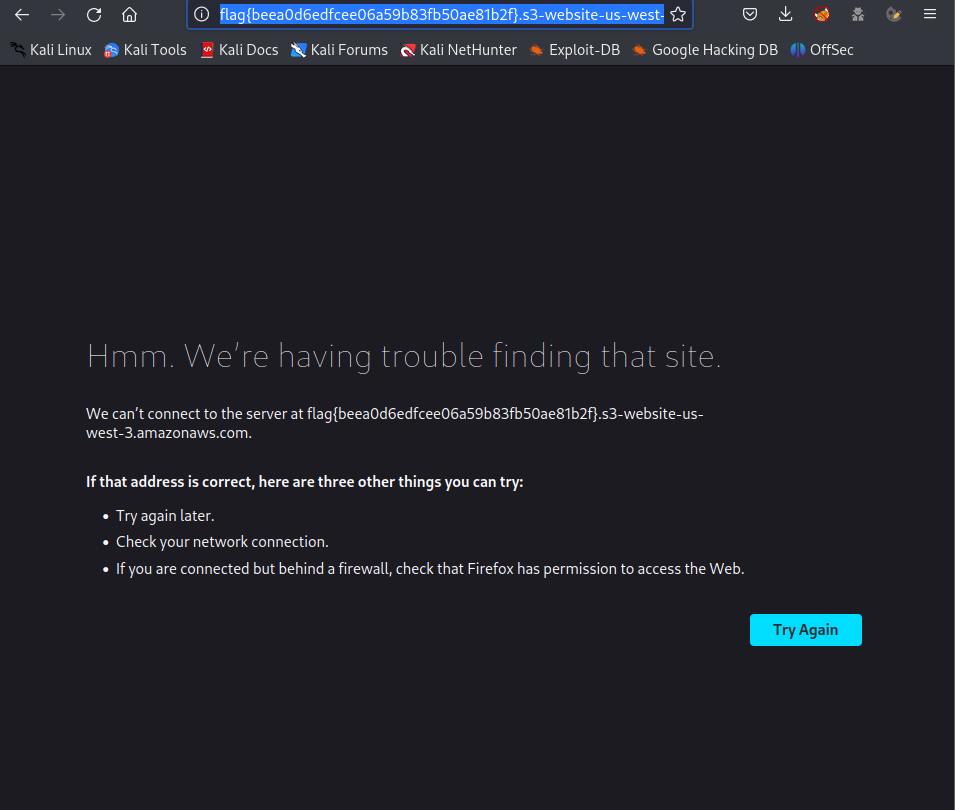 flag{beea0d6edfcee06a59b83fb50ae81b2f}.s3-website-us-west-
Kali Linux Kali Tools Kali Docs Kali Forums Kali NetHunter Exploit-DB Google Hacking DB OffSec
Hmm. We’re having trouble finding that site.
We can’t connect to the server at flag{beea0d6edfcee06a59b83fb50ae81b2f}.s3-website-us-
west-3.amazonaws.com.
If that address is correct, here are three other things you can try:
• Try again later.
• Check your network connection.
• If you are connected but behind a firewall, check that Firefox has permission to access the Web.
Try Again